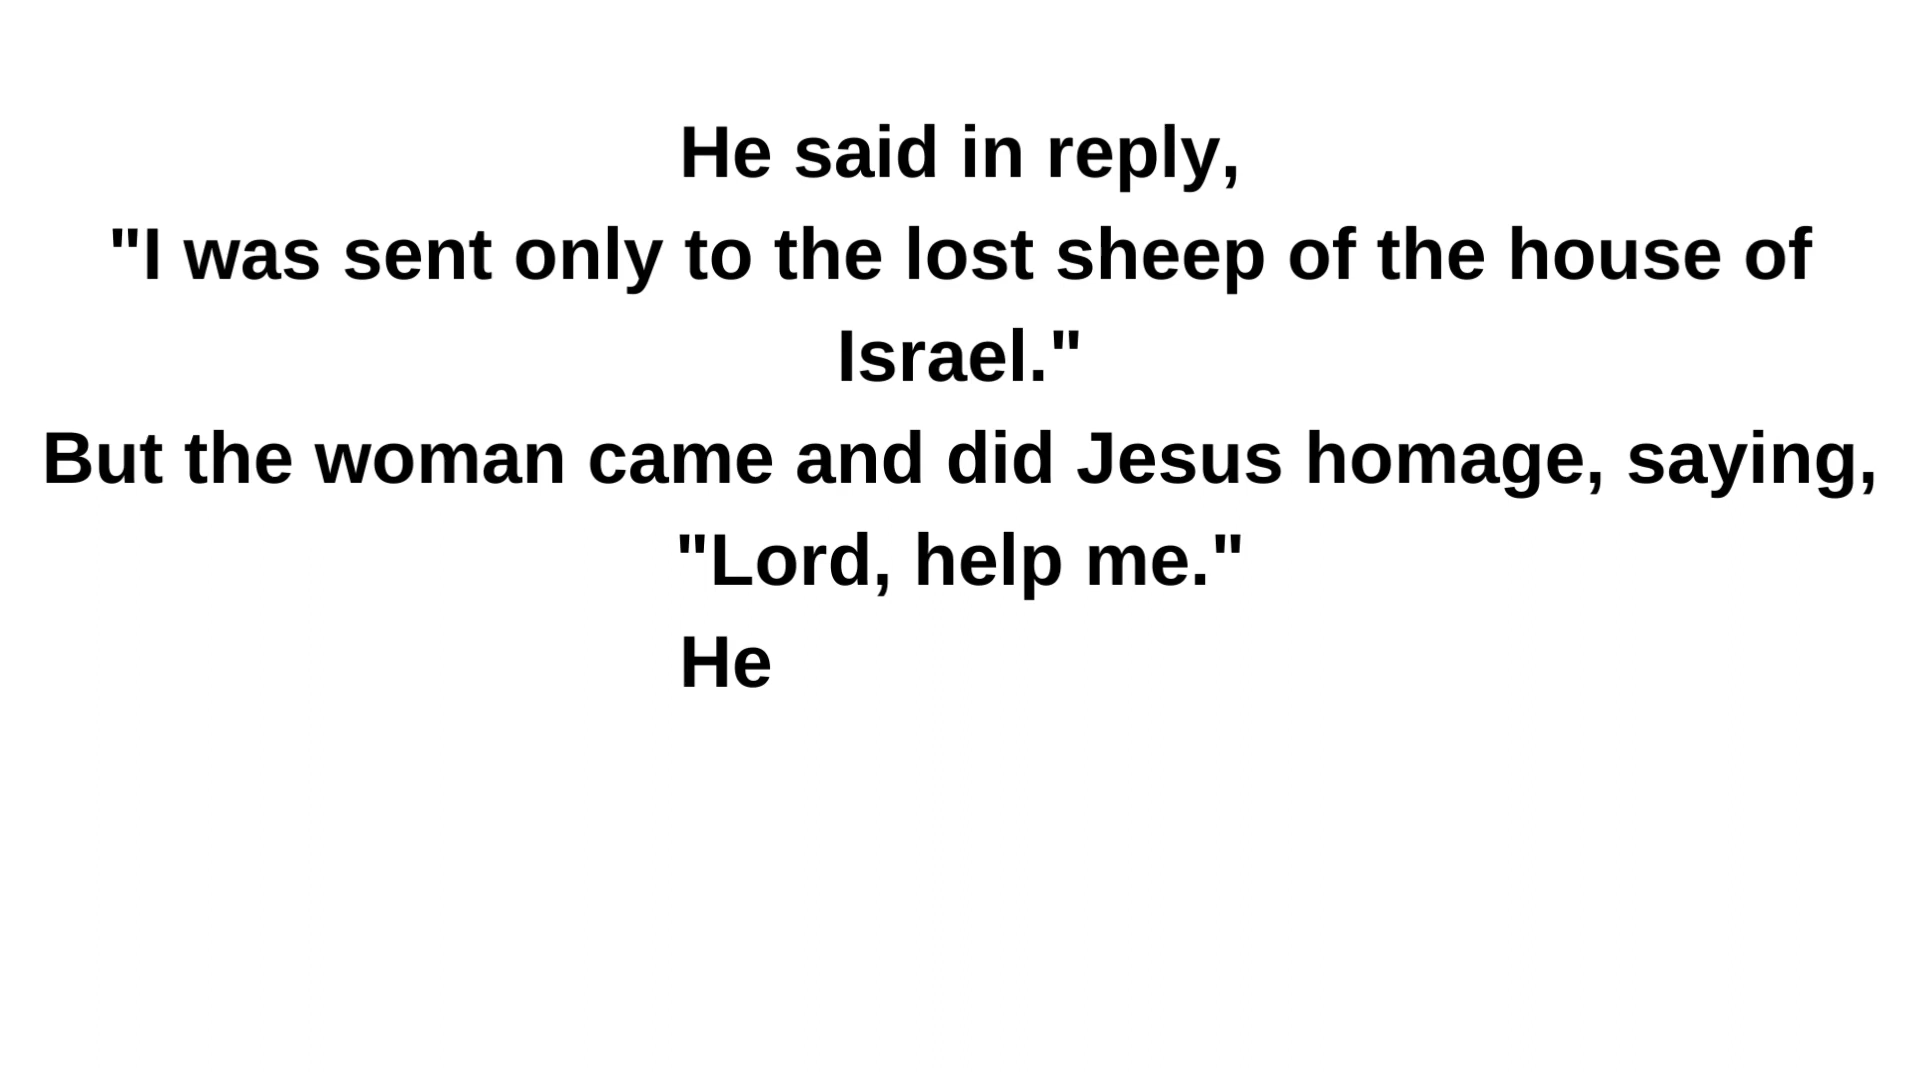 He said in reply,
"I was sent only to the lost sheep of the house of
Israel."
But the woman came and did Jesus homage, saying,
"Lord, help me."
He